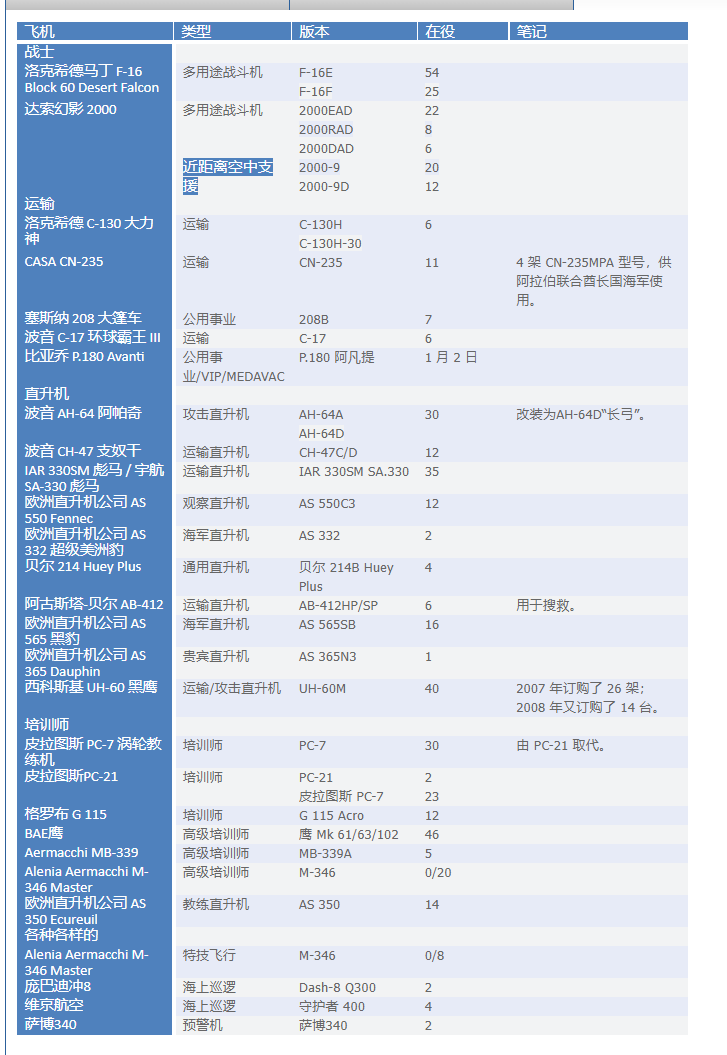 飞机 类型 版本 在役 笔记
战士
洛克希德马丁 F-16 多用途战斗机 F-16E 54
Block 60 Desert Falcon F-16F 25
达索幻影 2000 多用途战斗机 2000EAD 22
2000RAD 8
2000DAD 6
近距离空中支 2000-9 20
援 2000-9D 12
运输
洛克希德 C-130 大力 运输 C-130H 6
神 C-130H-30
CASA CN-235 运输 CN-235 11 4 架 CN-235MPA 型号，供
阿拉伯联合酋长国海军使
用。
塞斯纳 208 大篷车 公用事业 208B 7
波音 C-17 环球霸王 III 运输 C-17 6
比亚乔 P.180 Avanti 公用事 P.180 阿凡提 1 月 2 日
业/VIP/MEDAVAC
直升机
波音 AH-64 阿帕奇 攻击直升机 AH-64A 30 改装为AH-64D“长弓”。
AH-64D
波音 CH-47 支奴干 运输直升机 CH-47C/D 12
IAR 330SM 彪马 / 宇航 运输直升机 IAR 330SM SA.330 35
SA-330 彪马
欧洲直升机公司 AS 观察直升机 AS 550C3 12
550 Fennec
欧洲直升机公司 AS 海军直升机 AS 332 2
332 超级美洲豹
贝尔 214 Huey Plus 通用直升机 贝尔 214B Huey 4
Plus
阿古斯塔-贝尔 AB-412 运输直升机 AB-412HP/SP 6 用于搜救。
欧洲直升机公司 AS 海军直升机 AS 565SB 16
565 黑豹
欧洲直升机公司 AS 贵宾直升机 AS 365N3 1
365 Dauphin
西科斯基 UH-60 黑鹰 运输/攻击直升机 UH-60M 40 2007 年订购了 26 架；
2008 年又订购了 14 台。
培训师
皮拉图斯 PC-7 涡轮教 培训师 PC-7 30 由 PC-21 取代。
练机
皮拉图斯PC-21 培训师 PC-21 2
皮拉图斯 PC-7 23
格罗布 G 115 培训师 G 115 Acro 12
BAE鹰 高级培训师 鹰 Mk 61/63/102 46
Aermacchi MB-339 高级培训师 MB-339A 5
Alenia Aermacchi M- 高级培训师 M-346 0/20
346 Master
欧洲直升机公司 AS 教练直升机 AS 350 14
350 Ecureuil
各种各样的
Alenia Aermacchi M- 特技飞行 M-346 0/8
346 Master
庞巴迪冲8 海上巡逻 Dash-8 Q300 2
维京航空 海上巡逻 守护者 400 4
萨博340 预警机 萨博340 2